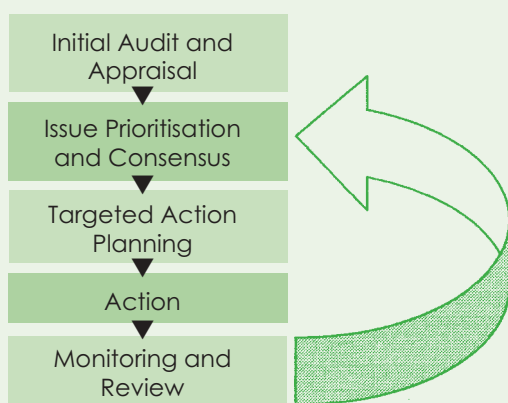 Initial Audit and
Appraisal
Issue Prioritisation
and Consensus
Targeted Action
Planning
Action
Monitoring and
Review